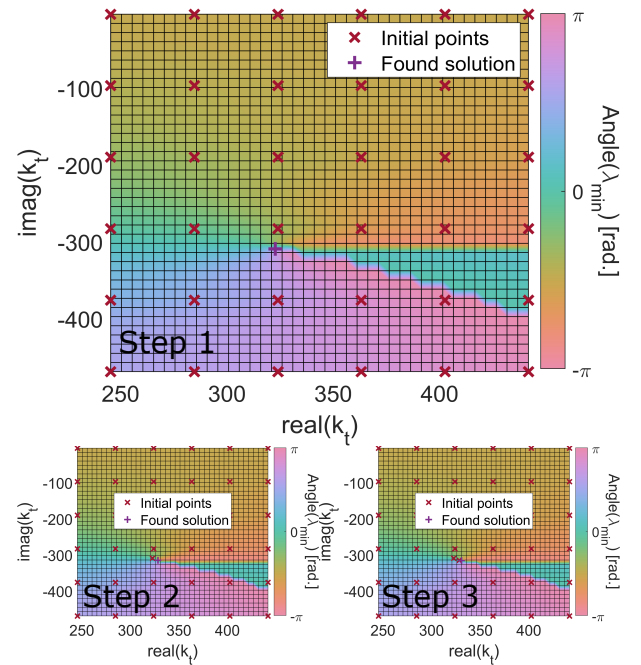 Initial points
Found solution
-100
-200
-300
-400
imag(k_t)
Step 1
250
300
350
400
real(k_t)
π
0
-π
Angle(λ_min) [rad.]
Initial points
Found solution
-100
-200
-300
-400
imag(k_t)
Step 2
250
300
350
400
real(k_t)
π
0
-π
Angle(λ_min) [rad.]
Initial points
Found solution
-100
-200
-300
-400
imag(k_t)
Step 3
250
300
350
400
real(k_t)
π
0
-π
Angle(λ_min) [rad.]